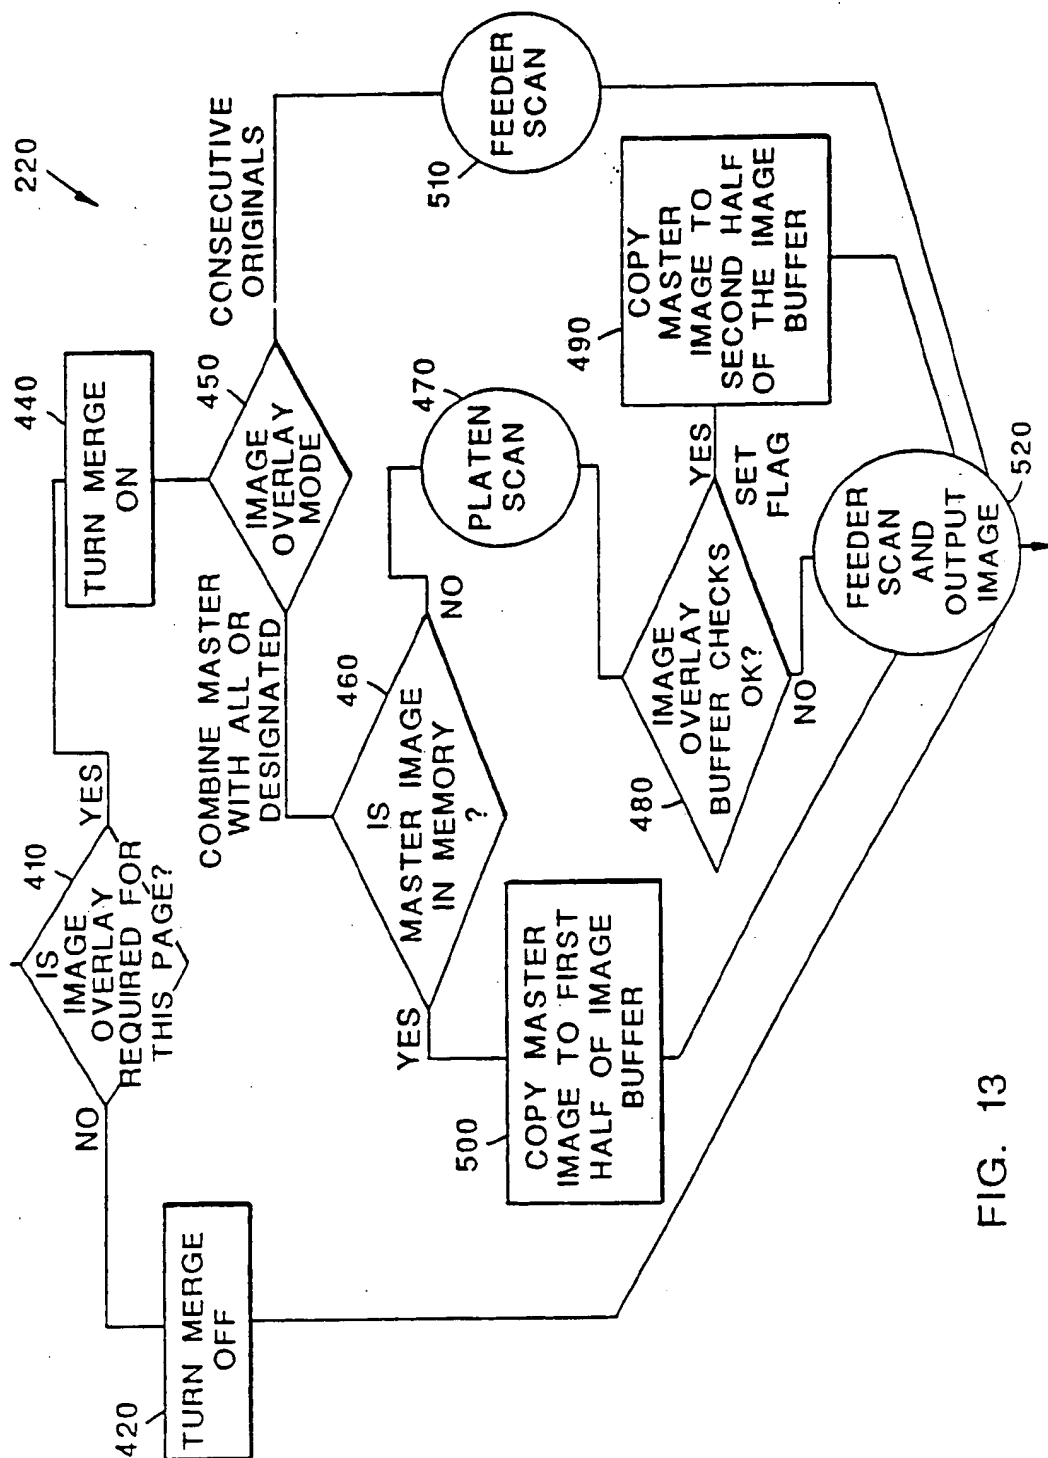 220
410
IS
IMAGE
OVERLAY
REQUIRED FOR
THIS PAGE?
NO
YES
420
TURN MERGE
OFF
440
TURN MERGE
ON
450
IMAGE
OVERLAY
MODE
COMBINE MASTER
WITH ALL OR
DESIGNATED
CONSECUTIVE
ORIGINALS
460
IS
MASTER IMAGE
IN MEMORY
?
YES
NO
470
PLATEN
SCAN
510
FEEDER
SCAN
500
COPY MASTER
IMAGE TO FIRST
HALF OF IMAGE
BUFFER
480
IMAGE
OVERLAY
BUFFER CHECKS
OK?
YES
SET
FLAG
NO
490
COPY
MASTER
IMAGE TO
SECOND HALF
OF THE IMAGE
BUFFER
FEEDER
SCAN
AND
OUTPUT
IMAGE
520
FIG. 13